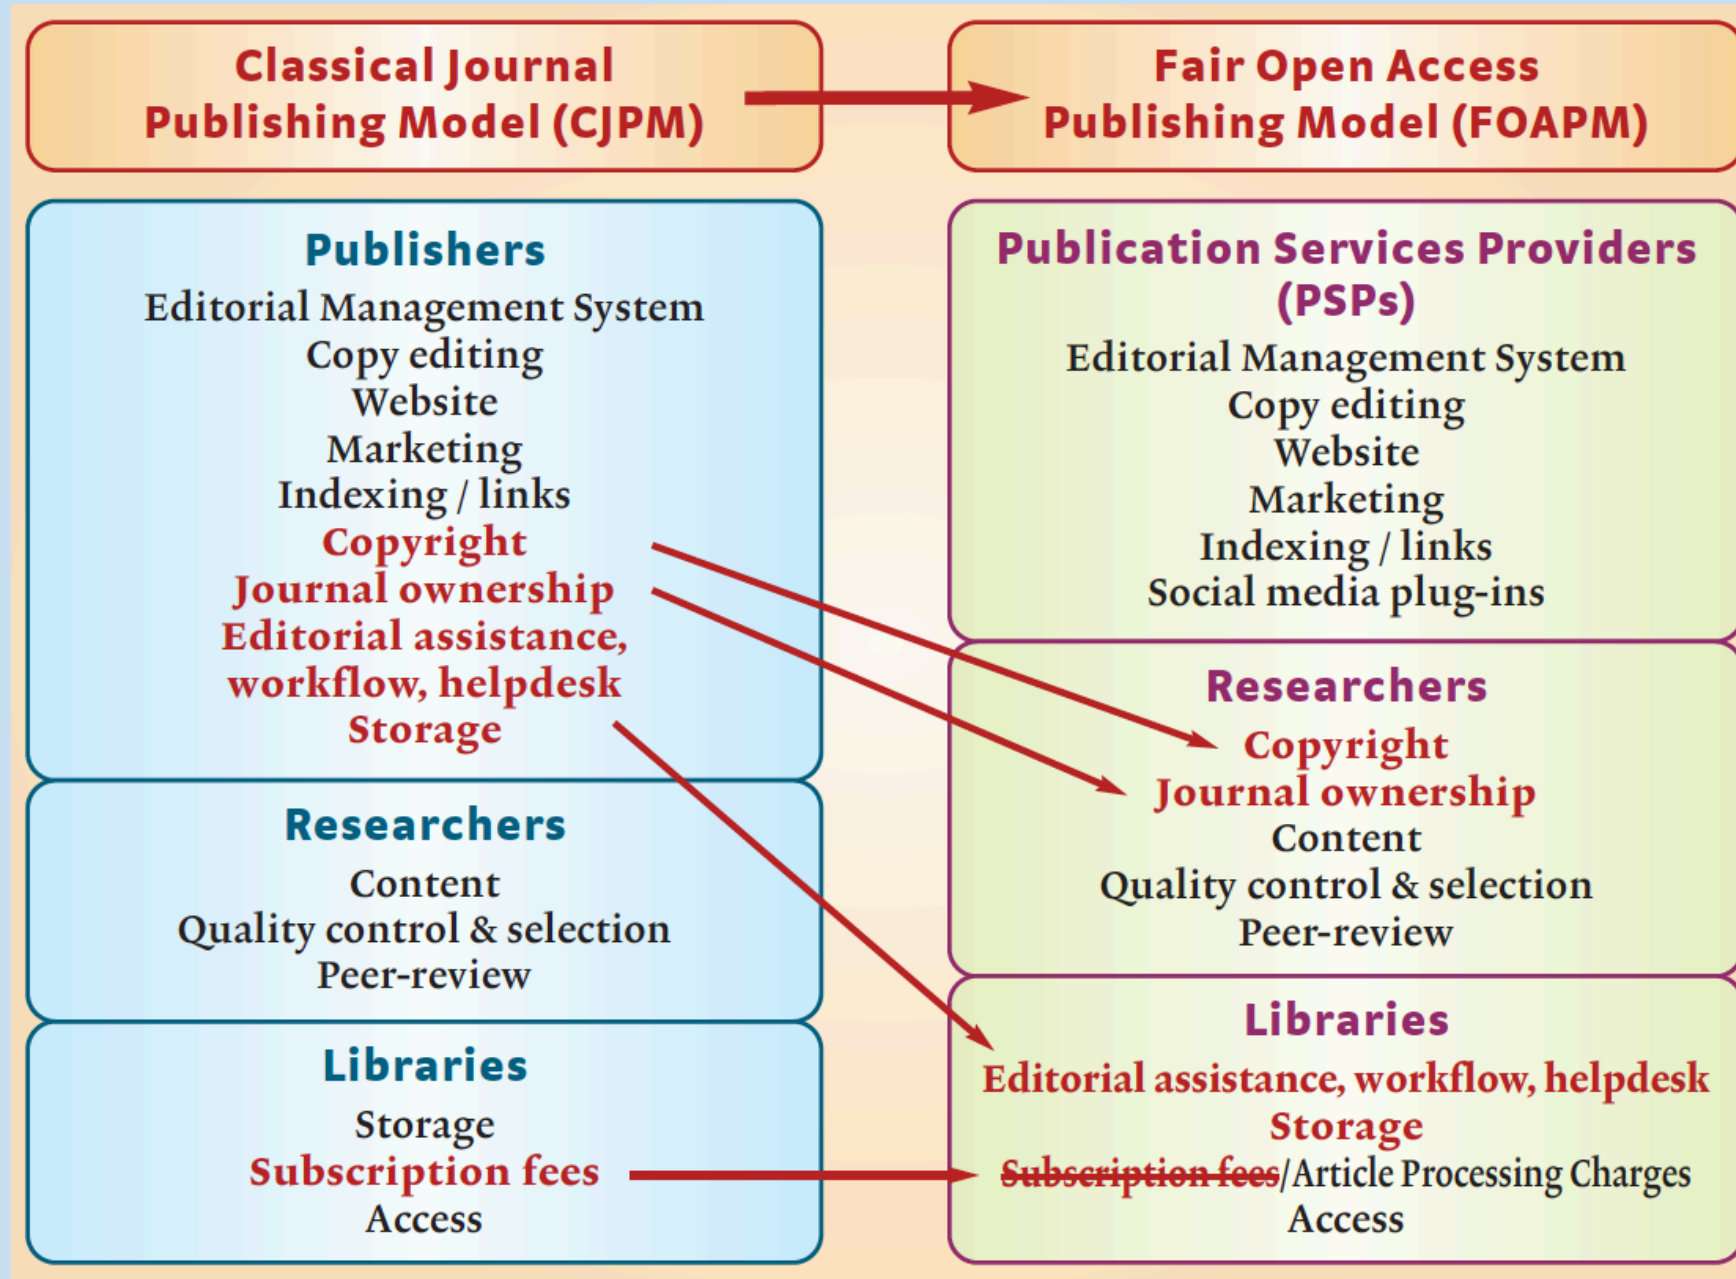 Classical Journal
Publishing Model (CJPM)
Fair Open Access
Publishing Model (FOAPM)
Publishers
Editorial Management System
Copy editing
Website
Marketing
Indexing / links
Copyright
Journal ownership
Editorial assistance,
workflow, helpdesk
Storage
Researchers
Content
Quality control & selection
Peer-review
Libraries
Storage
Subscription fees
Access
Publication Services Providers
(PSPs)
Editorial Management System
Copy editing
Website
Marketing
Indexing / links
Social media plug-ins
Researchers
Copyright
Journal ownership
Content
Quality control & selection
Peer-review
Libraries
Editorial assistance, workflow, helpdesk
Storage
Subscription fees/Article Processing Charges
Access